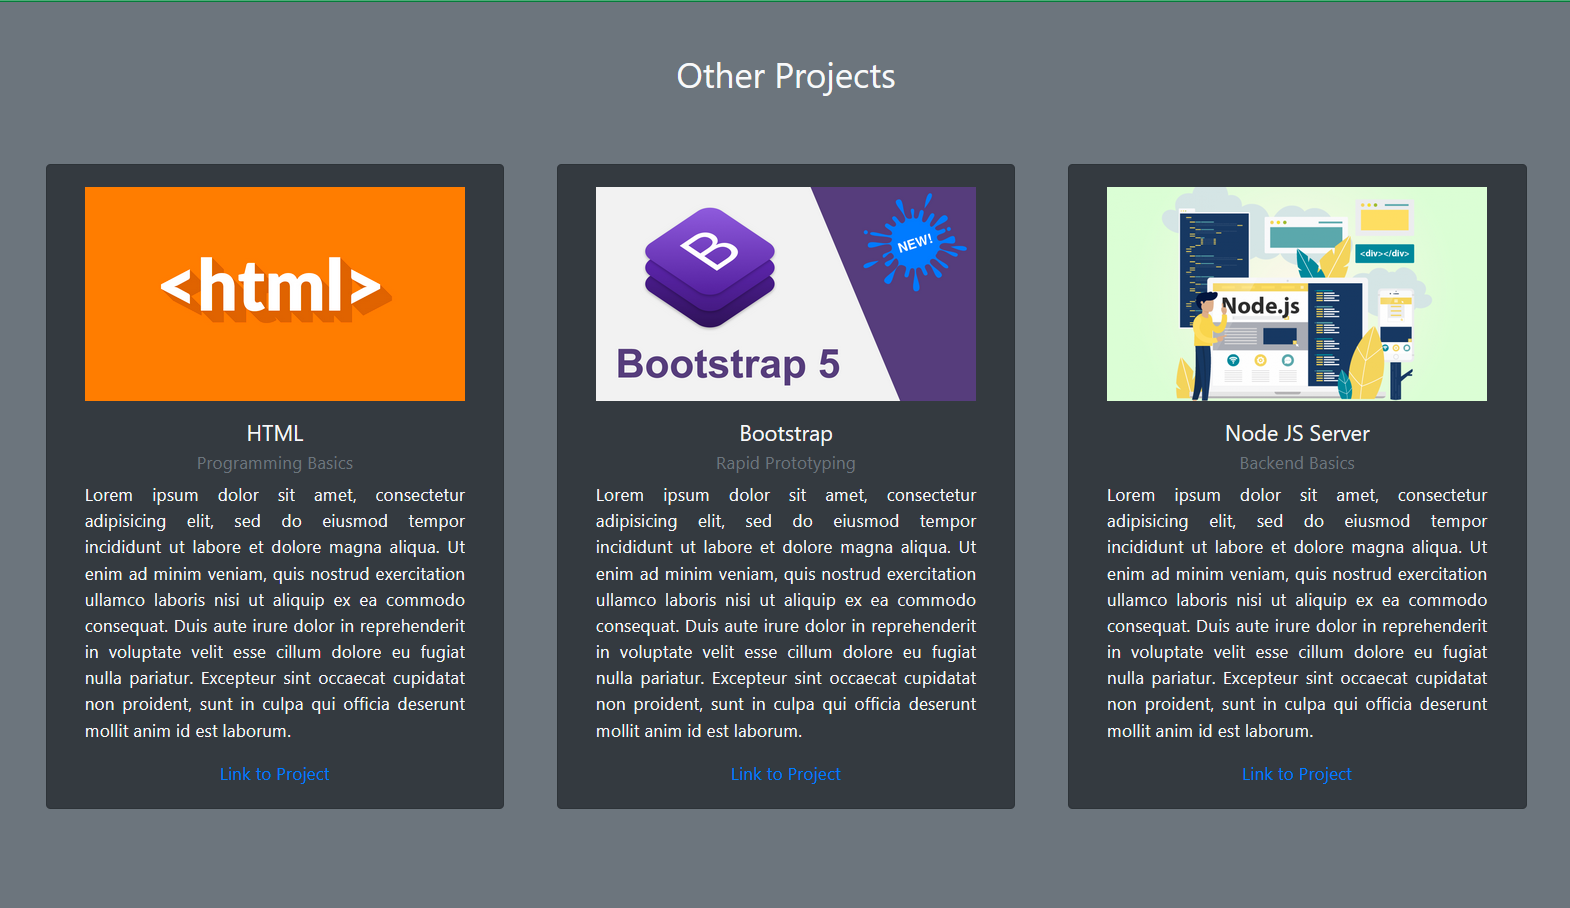 Other Projects
<html>
B
NEW!
Bootstrap 5
<div></div>
Node.js
HTML
Programming Basics
Lorem ipsum dolor sit amet, consectetur
adipisicing elit, sed do eiusmod tempor
incididunt ut labore et dolore magna aliqua. Ut
enim ad minim veniam, quis nostrud exercitation
ullamco laboris nisi ut aliquip ex ea commodo
consequat. Duis aute irure dolor in reprehenderit
in voluptate velit esse cillum dolore eu fugiat
nulla pariatur. Excepteur sint occaecat cupidatat
non proident, sunt in culpa qui officia deserunt
mollit anim id est laborum.
Link to Project
Bootstrap
Rapid Prototyping
Lorem ipsum dolor sit amet, consectetur
adipisicing elit, sed do eiusmod tempor
incididunt ut labore et dolore magna aliqua. Ut
enim ad minim veniam, quis nostrud exercitation
ullamco laboris nisi ut aliquip ex ea commodo
consequat. Duis aute irure dolor in reprehenderit
in voluptate velit esse cillum dolore eu fugiat
nulla pariatur. Excepteur sint occaecat cupidatat
non proident, sunt in culpa qui officia deserunt
mollit anim id est laborum.
Link to Project
Node JS Server
Backend Basics
Lorem ipsum dolor sit amet, consectetur
adipisicing elit, sed do eiusmod tempor
incididunt ut labore et dolore magna aliqua. Ut
enim ad minim veniam, quis nostrud exercitation
ullamco laboris nisi ut aliquip ex ea commodo
consequat. Duis aute irure dolor in reprehenderit
in voluptate velit esse cillum dolore eu fugiat
nulla pariatur. Excepteur sint occaecat cupidatat
non proident, sunt in culpa qui officia deserunt
mollit anim id est laborum.
Link to Project